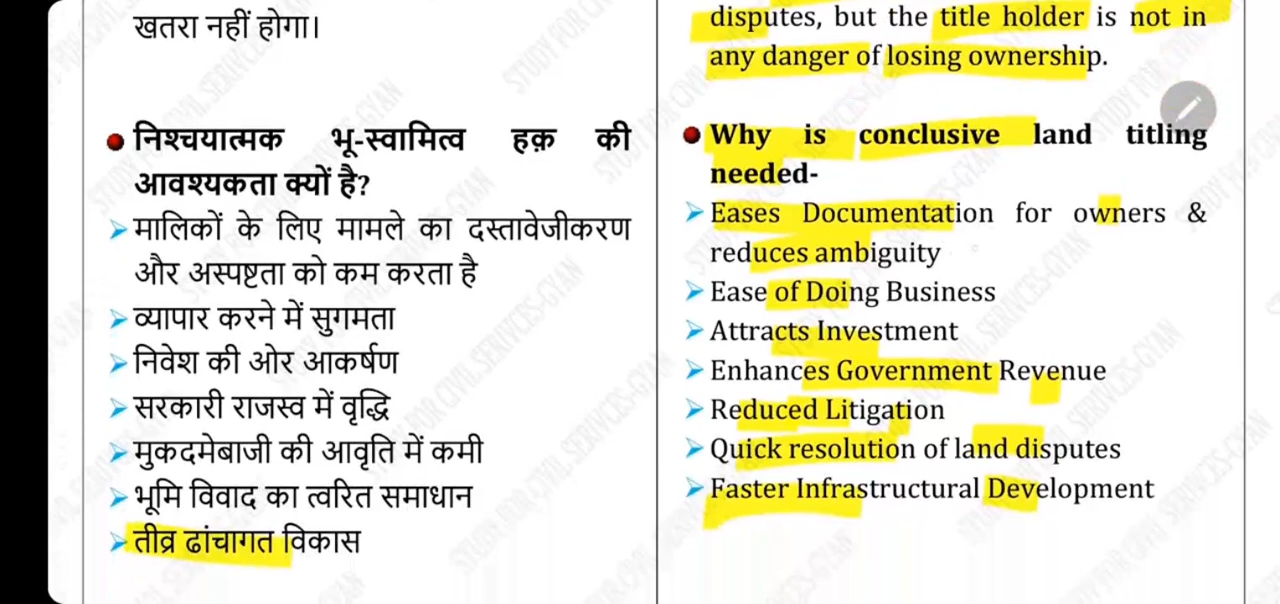 खतरा नहीं होगा।
निश्चयात्मक भू-स्वामित्व हक़ की
आवश्यकता क्यों है?
मालिकों के लिए मामले का दस्तावेजीकरण
और अस्पष्टता को कम करता है
व्यापार करने में सुगमता
निवेश की ओर आकर्षण
सरकारी राजस्व में वृद्धि
मुकदमेबाजी की आवृति में कमी
भूमि विवाद का त्वरित समाधान
तीव्र ढांचागत विकास
disputes, but the title holder is not in
any danger of losing ownership.
Why is conclusive land titling
needed-
Eases Documentation for owners &
reduces ambiguity
Ease of Doing Business
Attracts Investment
Enhances Government Revenue
Reduced Litigation
Quick resolution of land disputes
Faster Infrastructural Development